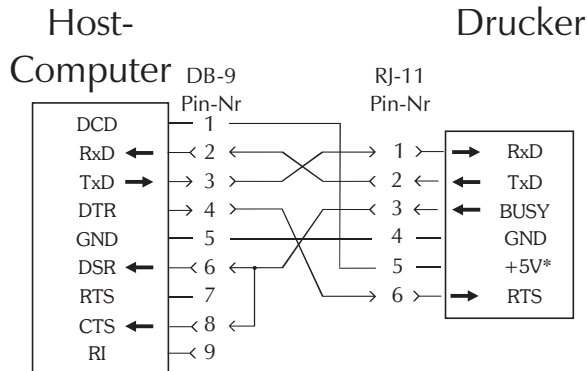 Host-
Computer
Drucker
DB-9
Pin-Nr
RJ-11
Pin-Nr
DCD 1
RxD 2
TxD 3
DTR 4
GND 5
DSR 6
RTS 7
CTS 8
RI 9
1 RxD
2 TxD
3 BUSY
4 GND
5 +5V*
6 RTS